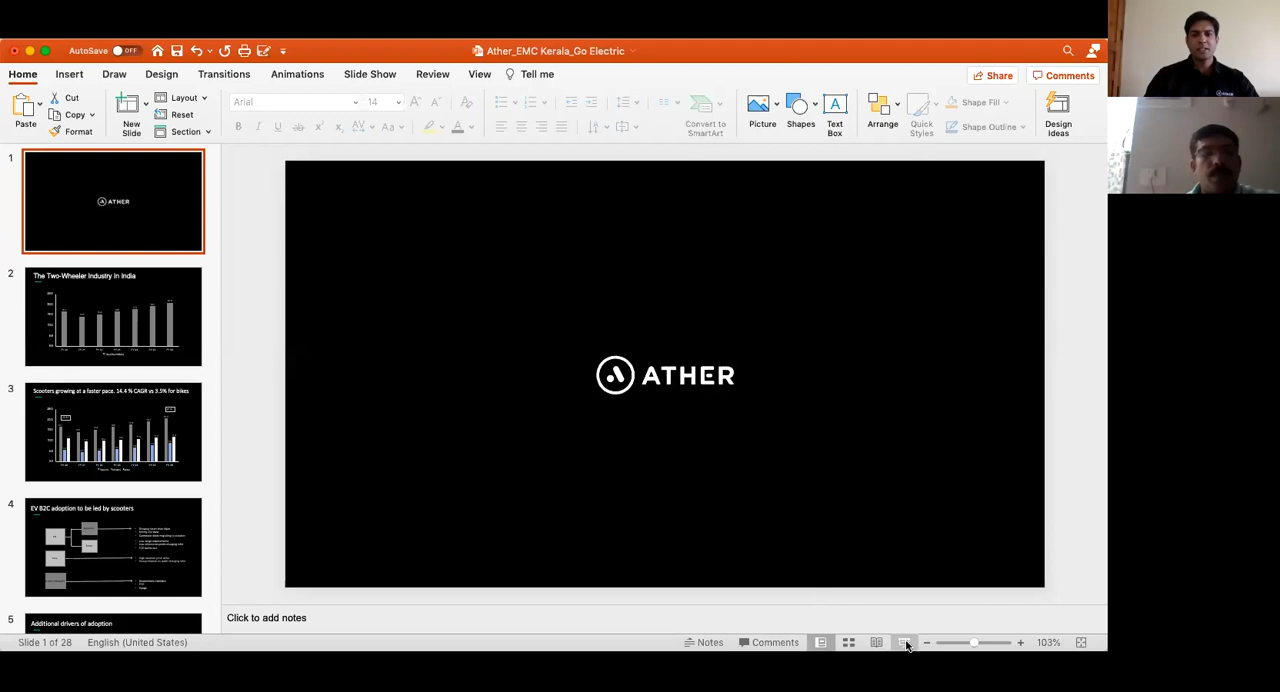 AutoSave OFF
Ather_EMC Kerala_Go Electric
Home Insert Draw Design Transitions Animations Slide Show Review View Tell me
Share Comments
Paste
Cut
Copy
Format
New Slide
Layout
Reset
Section
Arial 14
Convert to SmartArt
Picture
Shapes
Text Box
Arrange
Quick Styles
Shape Fill
Shape Outline
Design Ideas
1
ATHER
2
The Two-Wheeler Industry In India
3
Scooters growing at a faster pace. 14.4 % CAGR vs 3.5% for bikes
4
EV B2C adoption to be led by scooters
5
Additional drivers of adoption
ATHER
Click to add notes
Slide 1 of 28 English (United States)
Notes Comments 103%